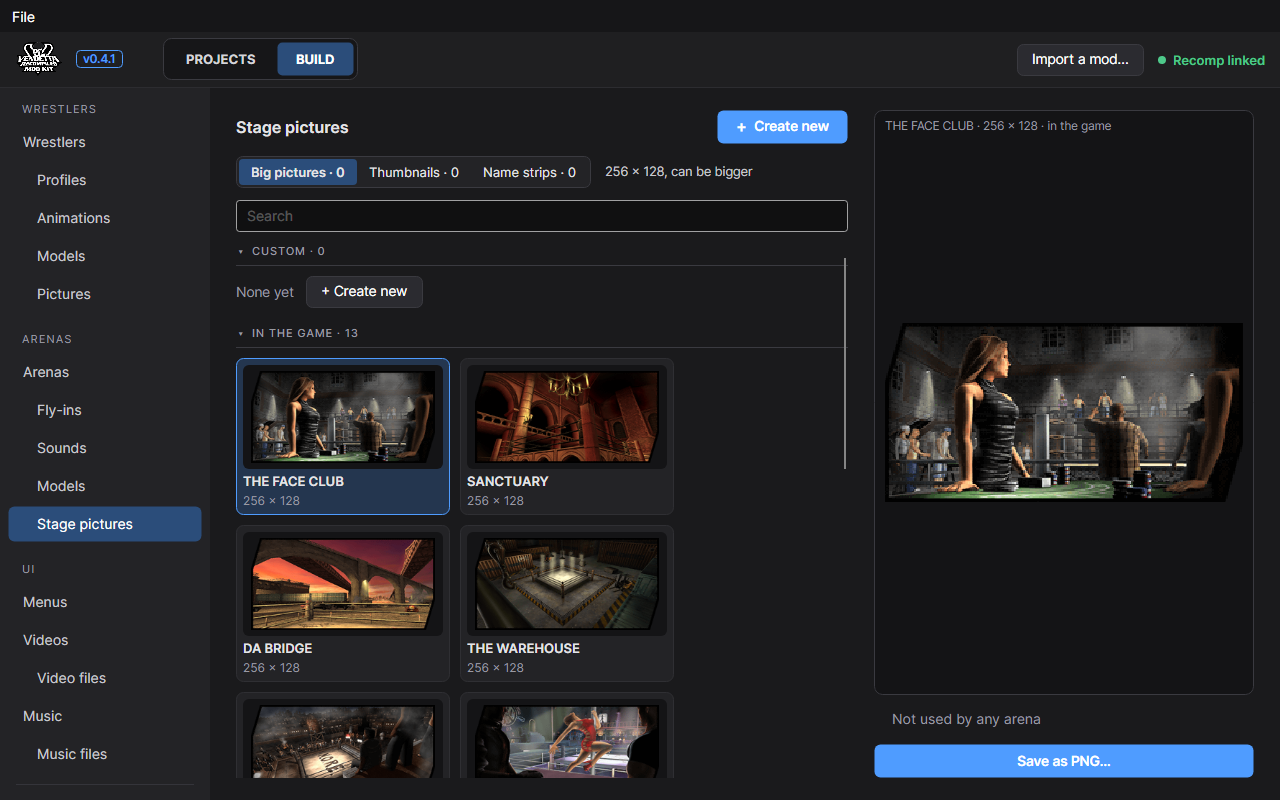 File
VENDETTA
RECOMPILED
MOD KIT
v0.4.1
PROJECTS
BUILD
Import a mod...
Recomp linked
WRESTLERS
Wrestlers
Profiles
Animations
Models
Pictures
ARENAS
Arenas
Fly-ins
Sounds
Models
Stage pictures
UI
Menus
Videos
Video files
Music
Music files
Stage pictures
+ Create new
Big pictures · 0
Thumbnails · 0
Name strips · 0
256 × 128, can be bigger
Search
CUSTOM · 0
None yet
+ Create new
IN THE GAME · 13
THE FACE CLUB
256 × 128
SANCTUARY
256 × 128
DA BRIDGE
256 × 128
THE WAREHOUSE
256 × 128
THE FACE CLUB · 256 × 128 · in the game
Not used by any arena
Save as PNG...